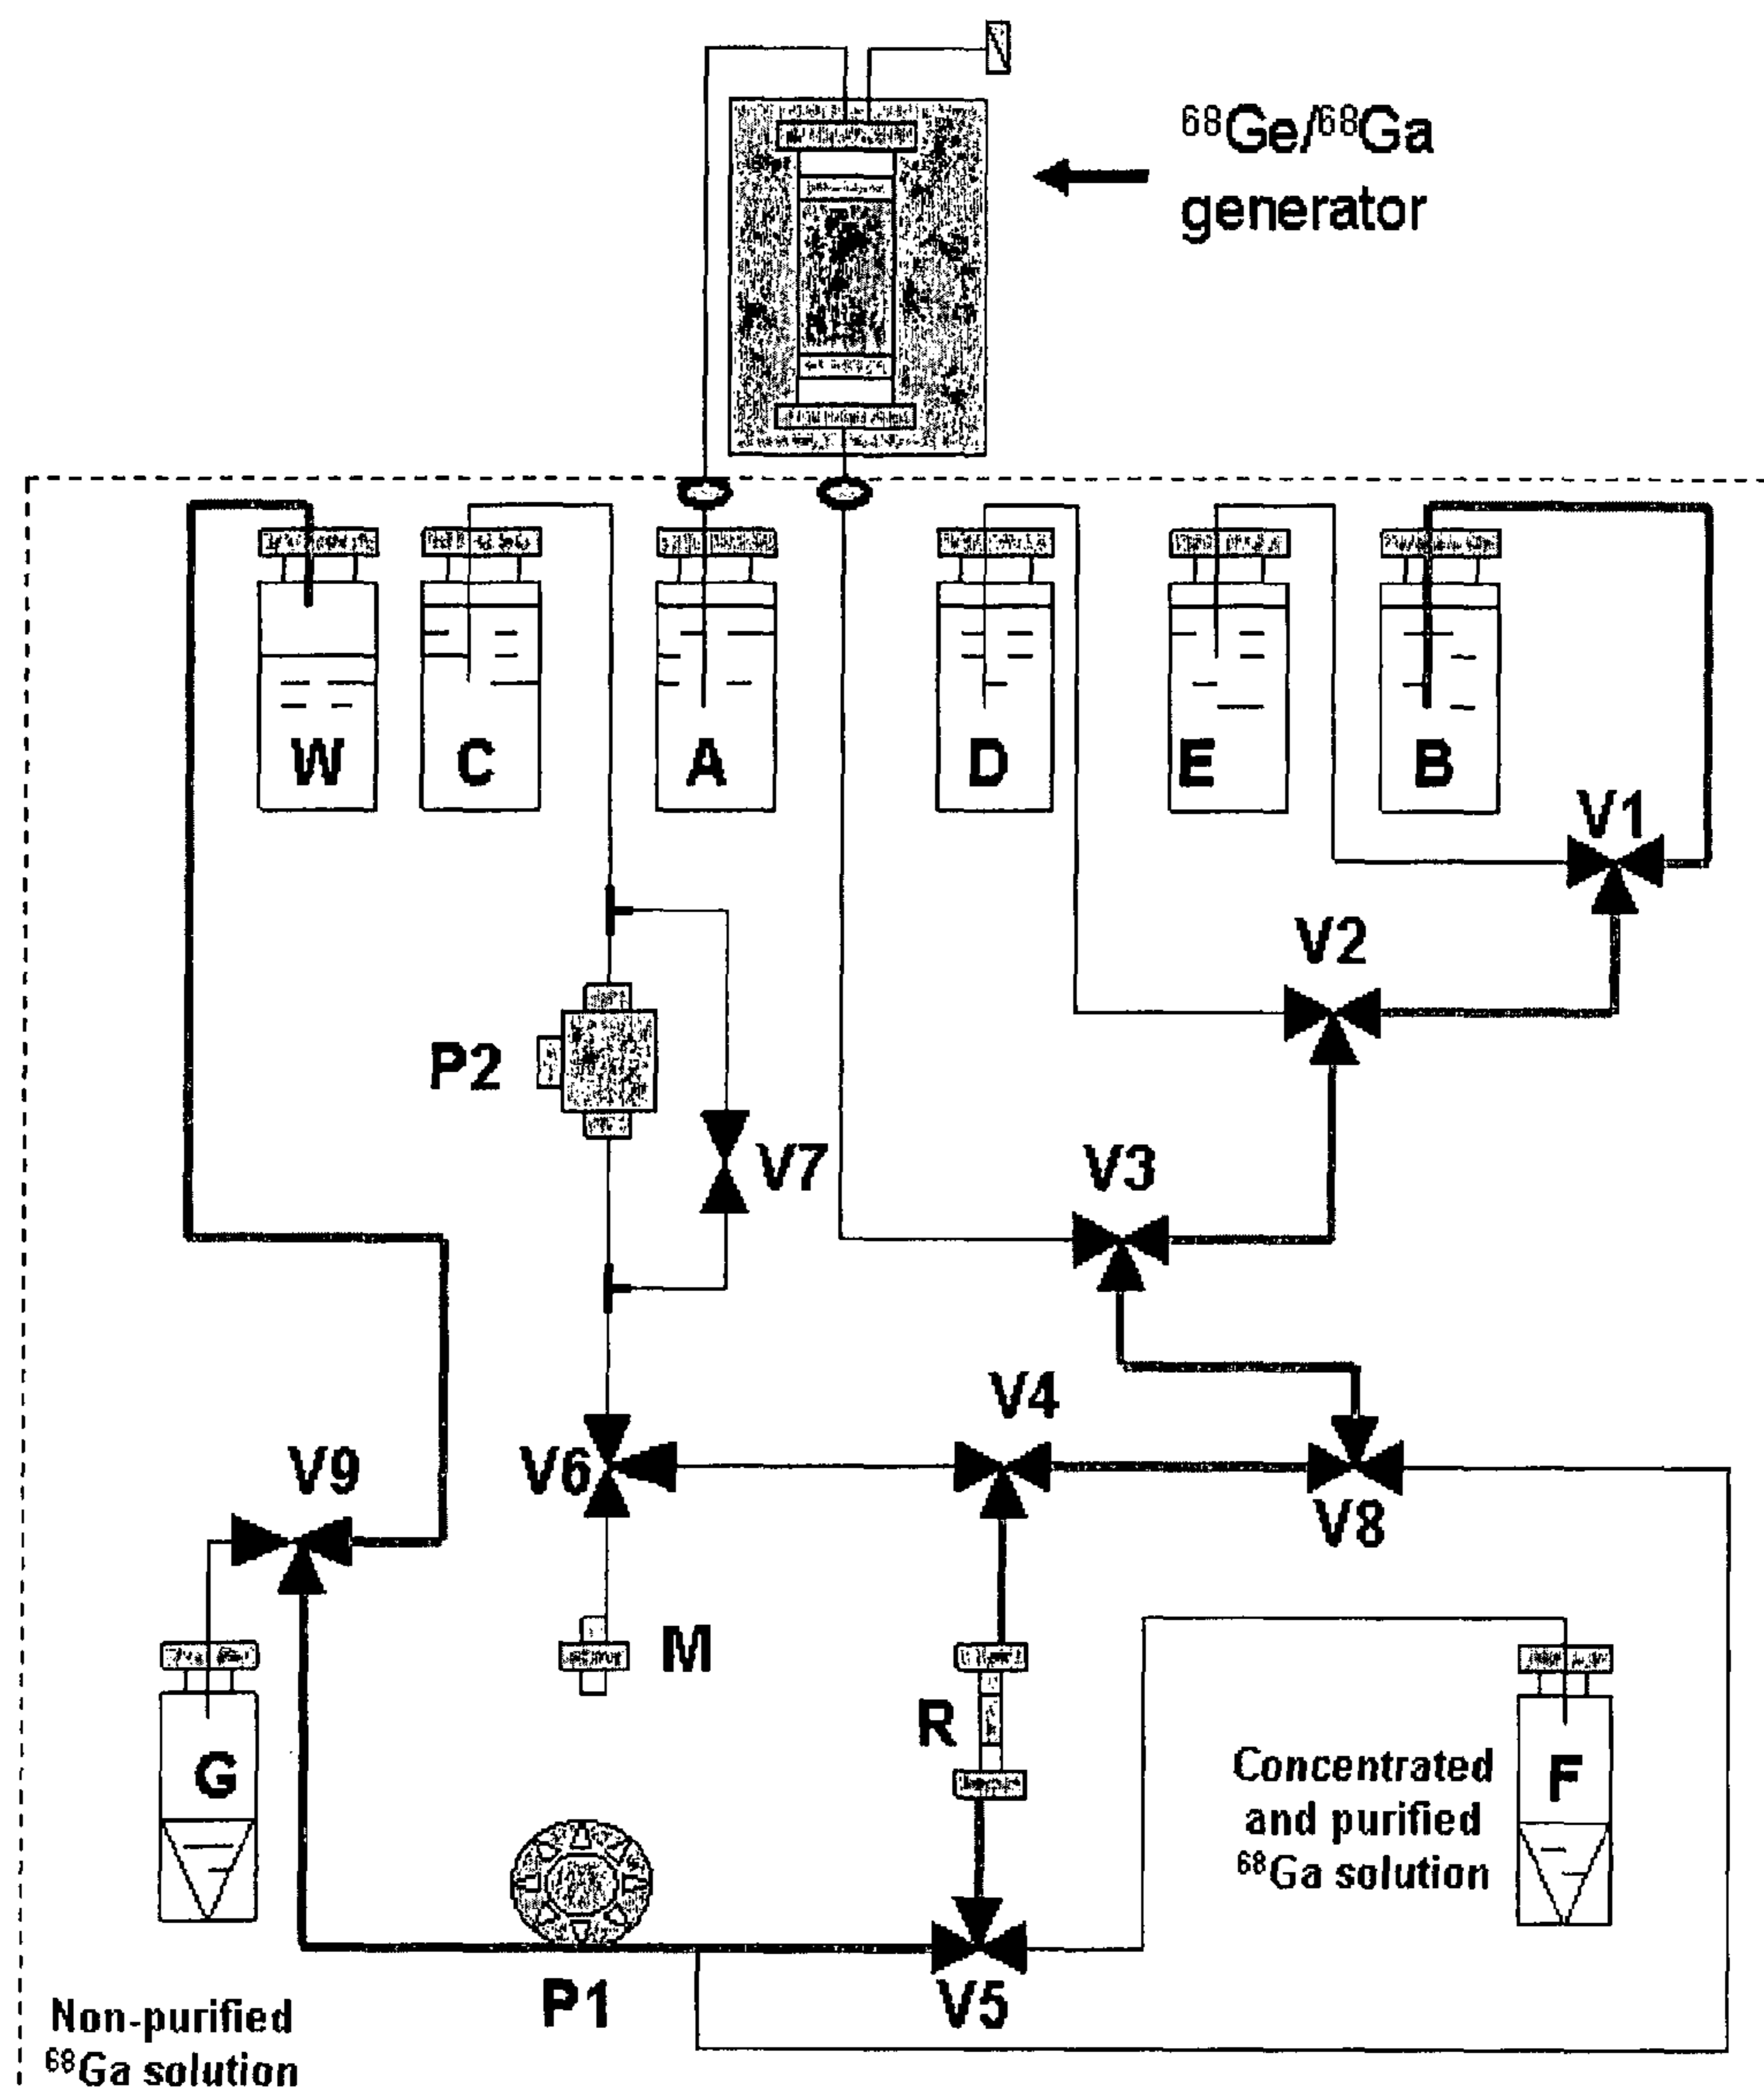 ⁶⁸Ge/⁶⁸Ga
generator
W
C
A
D
E
B
V1
V2
P2
V7
V3
V4
V9
V6
V8
M
R
G
Concentrated
and purified
⁶⁸Ga solution
F
P1
V5
Non-purified
⁶⁸Ga solution